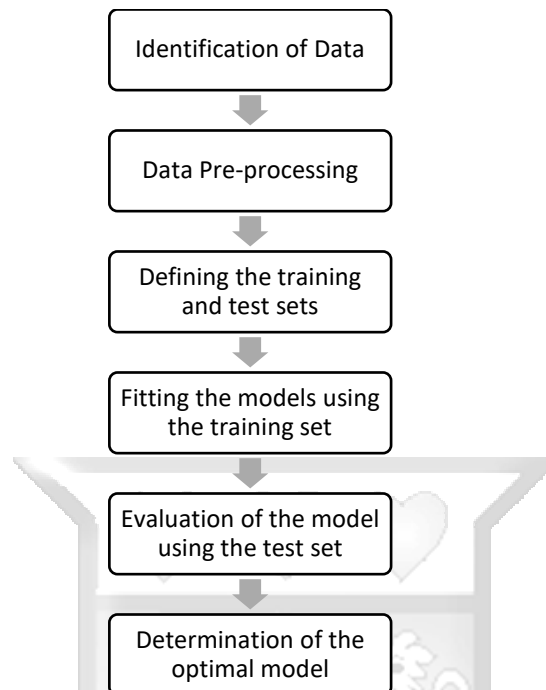 Identification of Data
Data Pre-processing
Defining the training
and test sets
Fitting the models using
the training set
Evaluation of the model
using the test set
Determination of the
optimal model